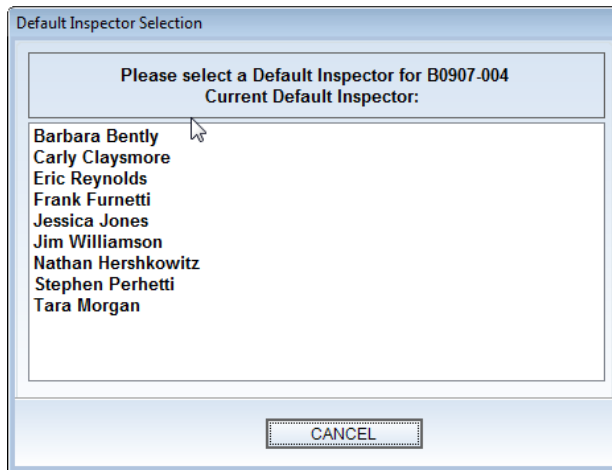 Default Inspector Selection
Please select a Default Inspector for B0907-004
Current Default Inspector:
Barbara Bently
Carly Claysmore
Eric Reynolds
Frank Furnetti
Jessica Jones
Jim Williamson
Nathan Hershkowitz
Stephen Perhetti
Tara Morgan
CANCEL